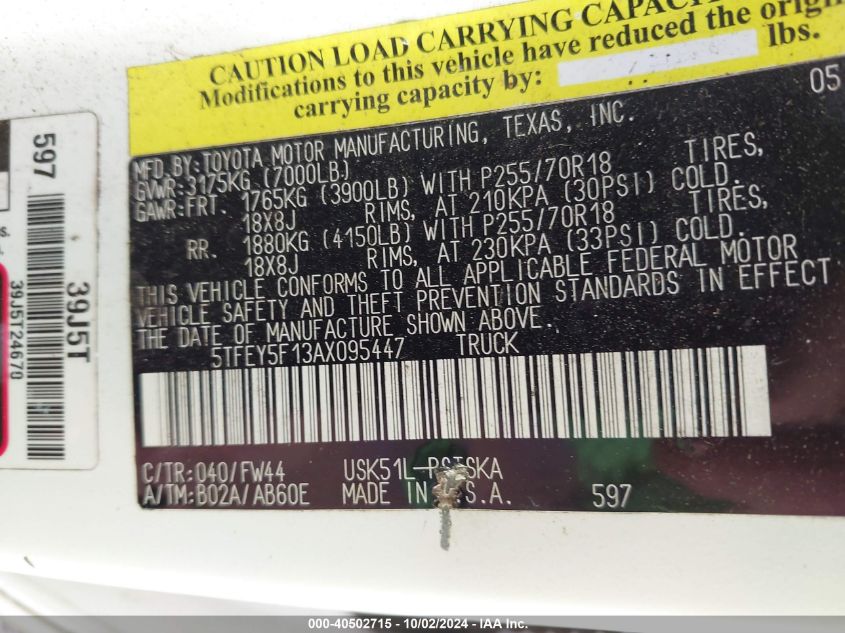 CAUTION LOAD CARRYING CAPACITY
Modifications to this vehicle have reduced the origin
carrying capacity by: lbs.
05
MFD.BY:TOYOTA MOTOR MANUFACTURING, TEXAS, INC.
GVWR:3175KG (7000LB)
GAWR:FRT. 1765KG (3900LB) WITH P255/70R18 TIRES,
18X8J RIMS, AT 210KPA (30PSI) COLD.
RR. 1880KG (4150LB) WITH P255/70R18 TIRES,
18X8J RIMS, AT 230KPA (33PSI) COLD.
THIS VEHICLE CONFORMS TO ALL APPLICABLE FEDERAL MOTOR
VEHICLE SAFETY AND THEFT PREVENTION STANDARDS IN EFFECT
THE DATE OF MANUFACTURE SHOWN ABOVE.
5TFEY5F13AX095447 TRUCK
C/TR:040/FW44 USK51L-PSTSKA
A/TM:B02A/AB60E MADE IN U.S.A. 597
597
39J5T24670
39J5T
000-40502715 - 10/02/2024 - IAA Inc.